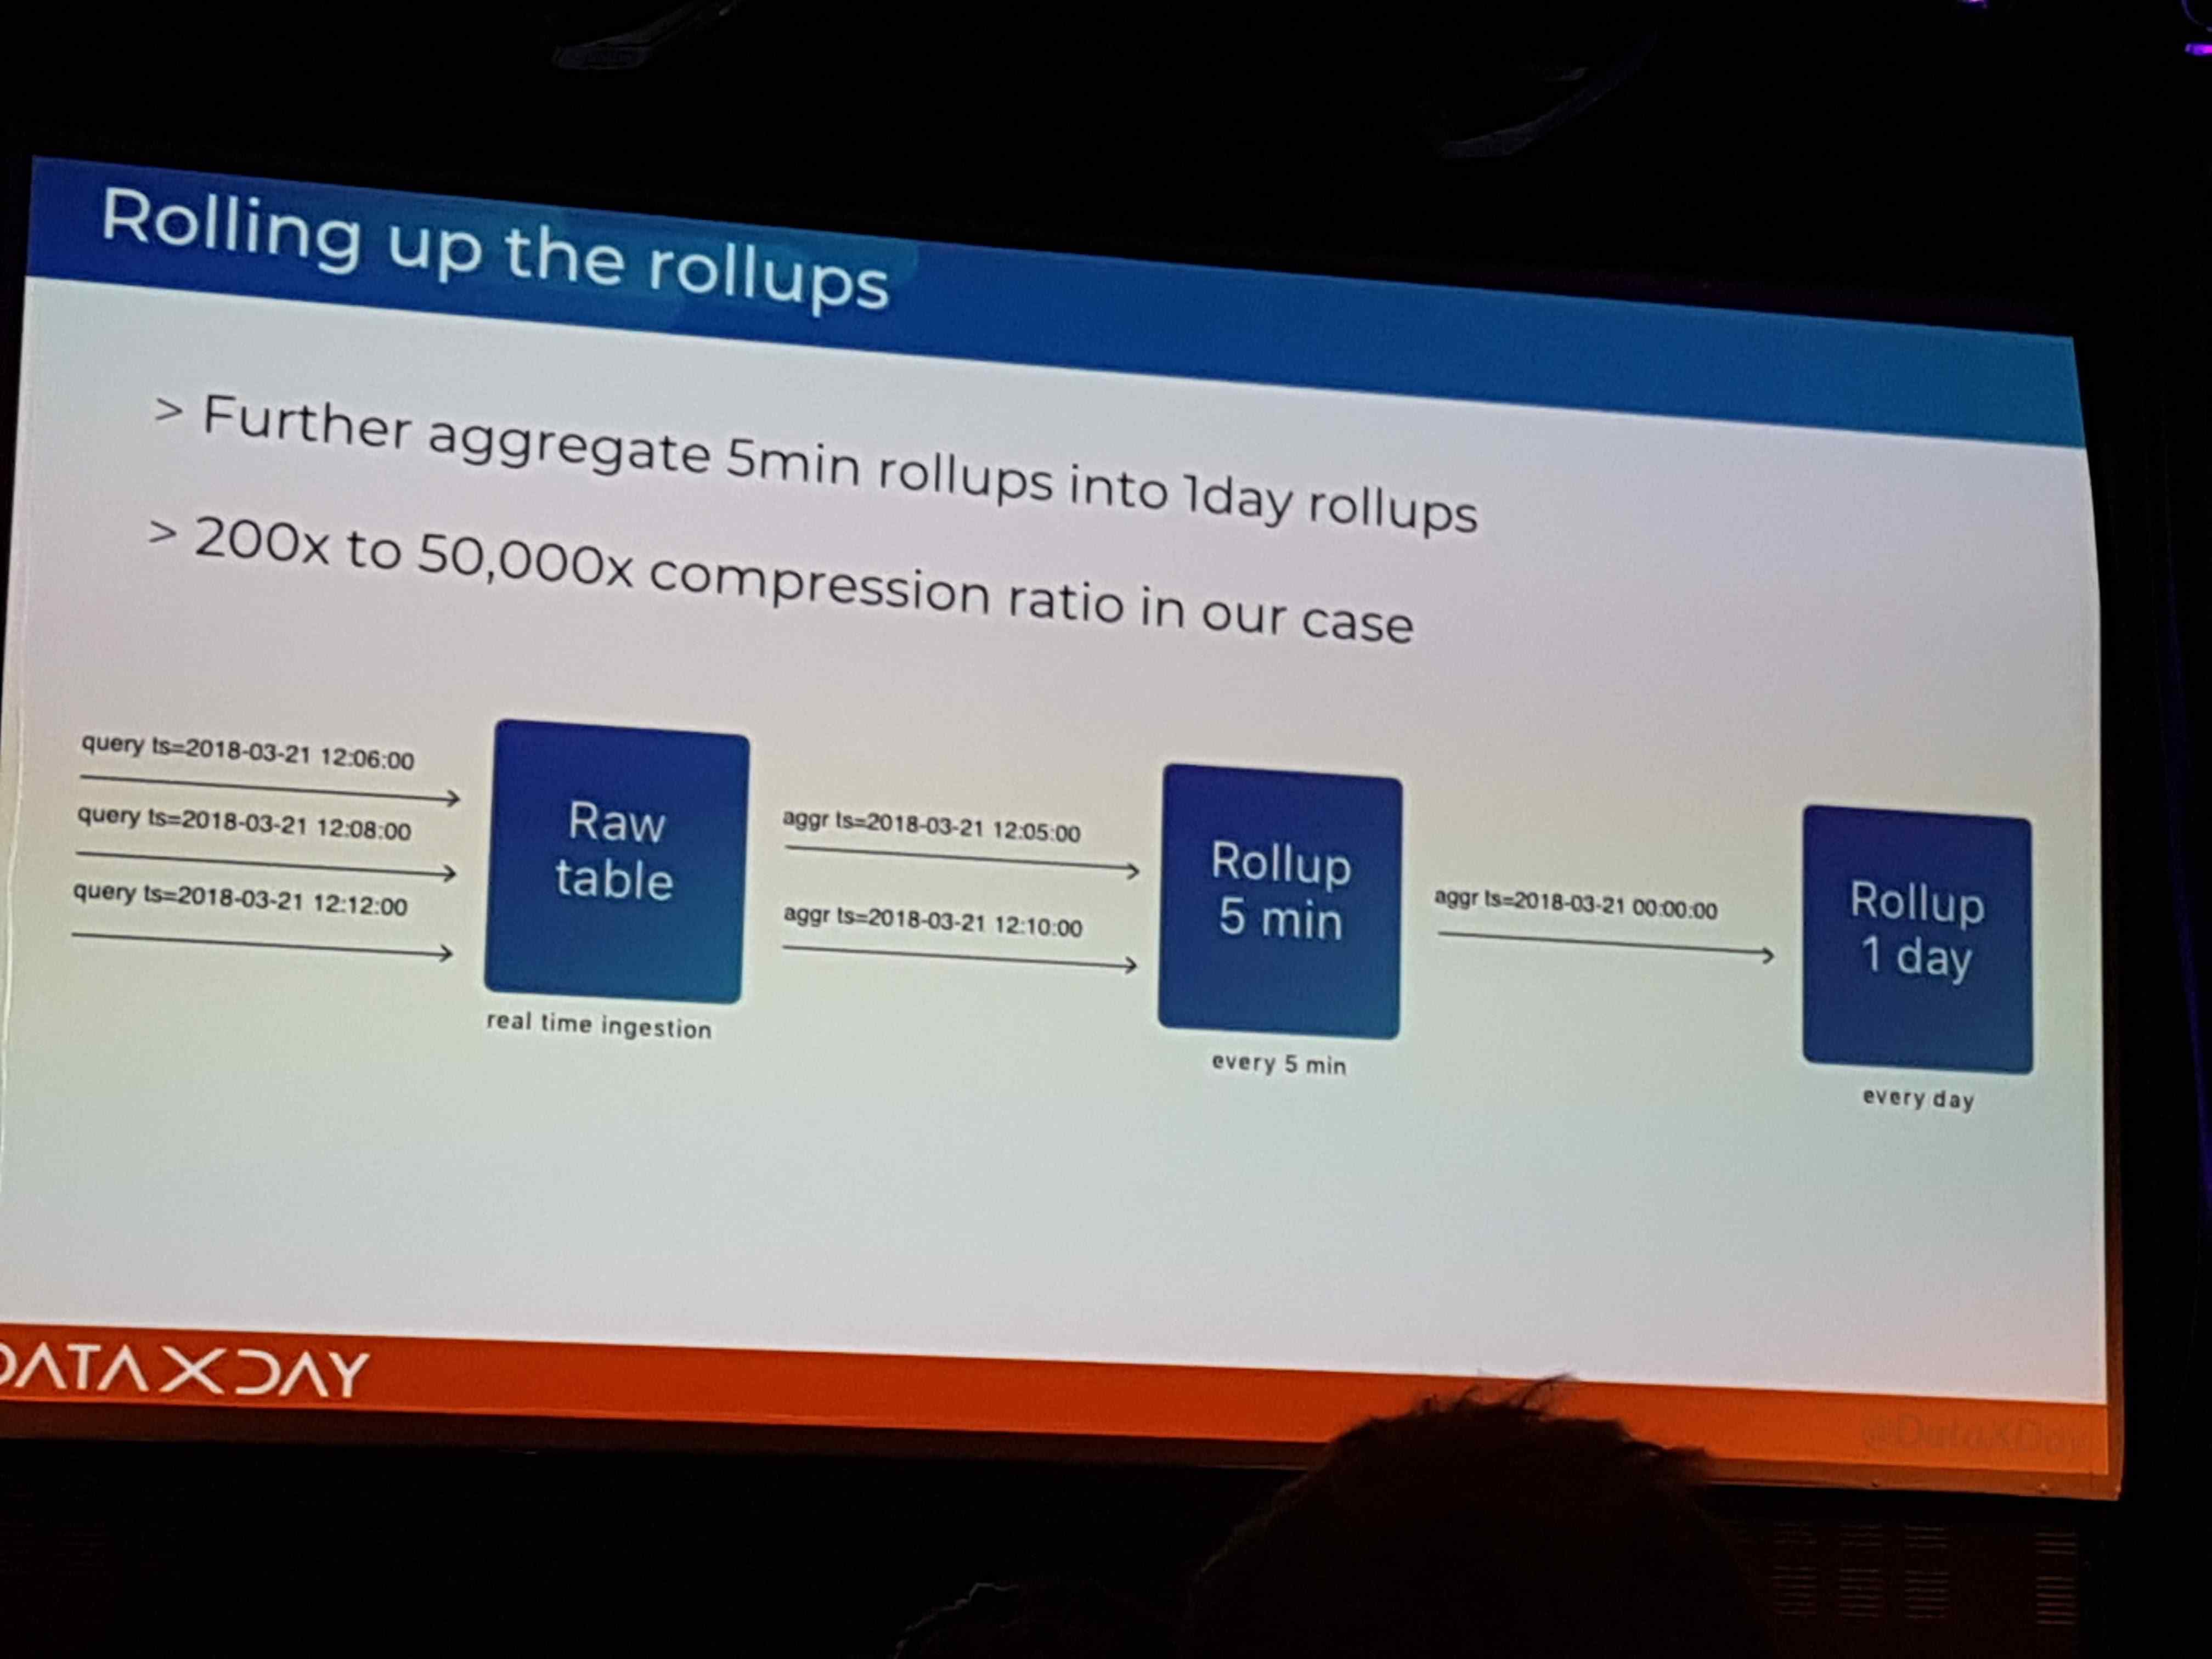 Rolling up the rollups
> Further aggregate 5min rollups into 1day rollups
> 200x to 50,000x compression ratio in our case
query ts=2018-03-21 12:06:00
query ts=2018-03-21 12:08:00
query ts=2018-03-21 12:12:00
Raw
table
real time ingestion
aggr ts=2018-03-21 12:05:00
aggr ts=2018-03-21 12:10:00
Rollup
5 min
every 5 min
aggr ts=2018-03-21 00:00:00
Rollup
1 day
every day
DATAXDAY
@DataXDay